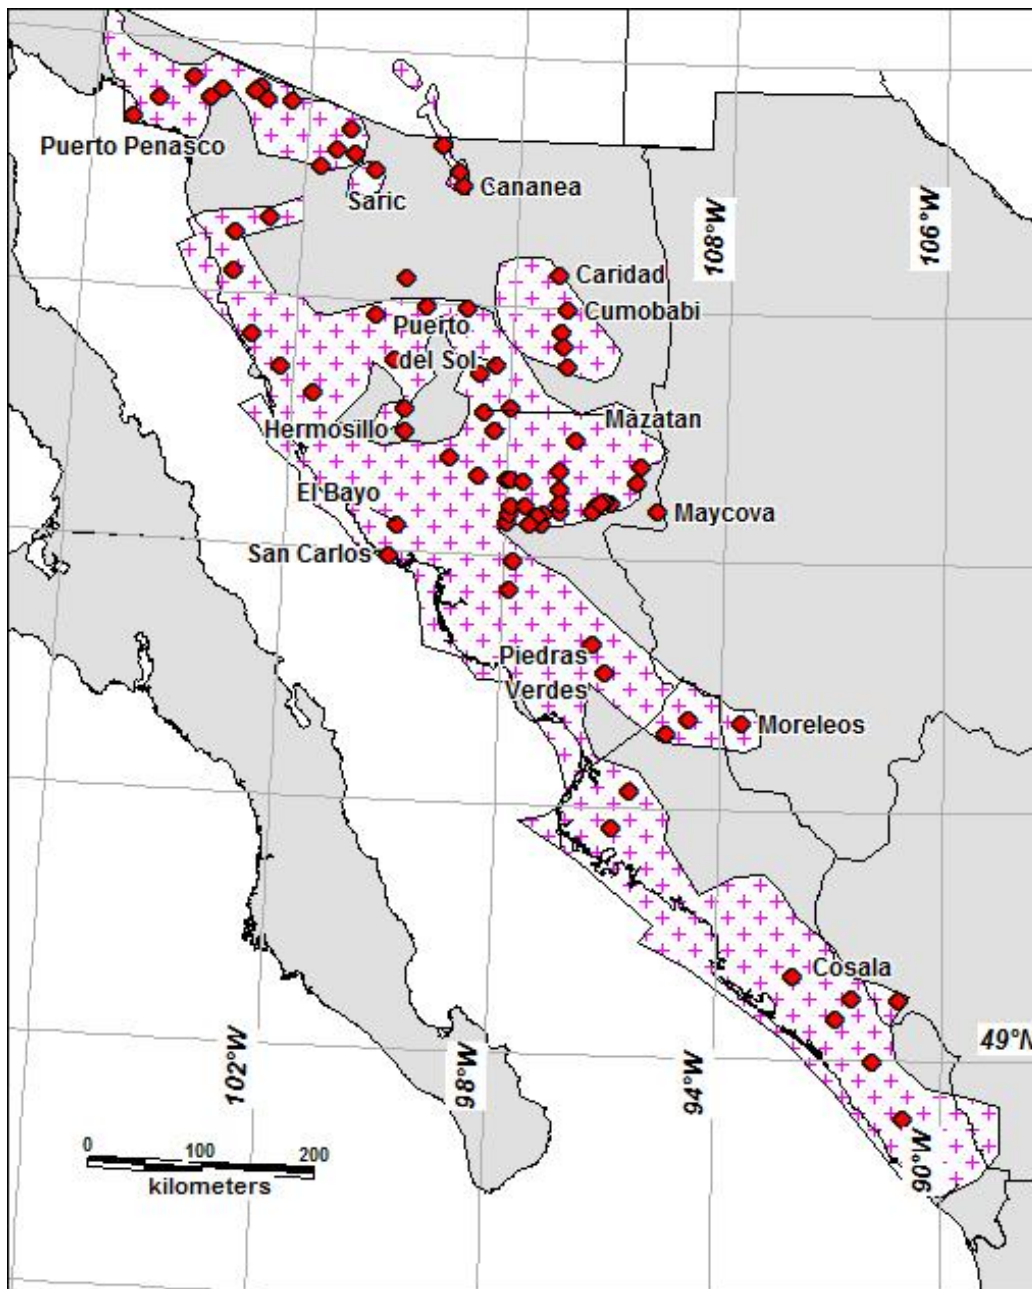 Puerto Penasco
Saric
Cananea
108°W
106°W
Caridad
Cumobabi
Puerto
del Sol
Mazatan
Hermosillo
El Bayo
Maycova
San Carlos
Piedras
Verdes
Moreleos
Cosala
49°N
102°W
98°W
94°W
90°W
0 100 200
kilometers